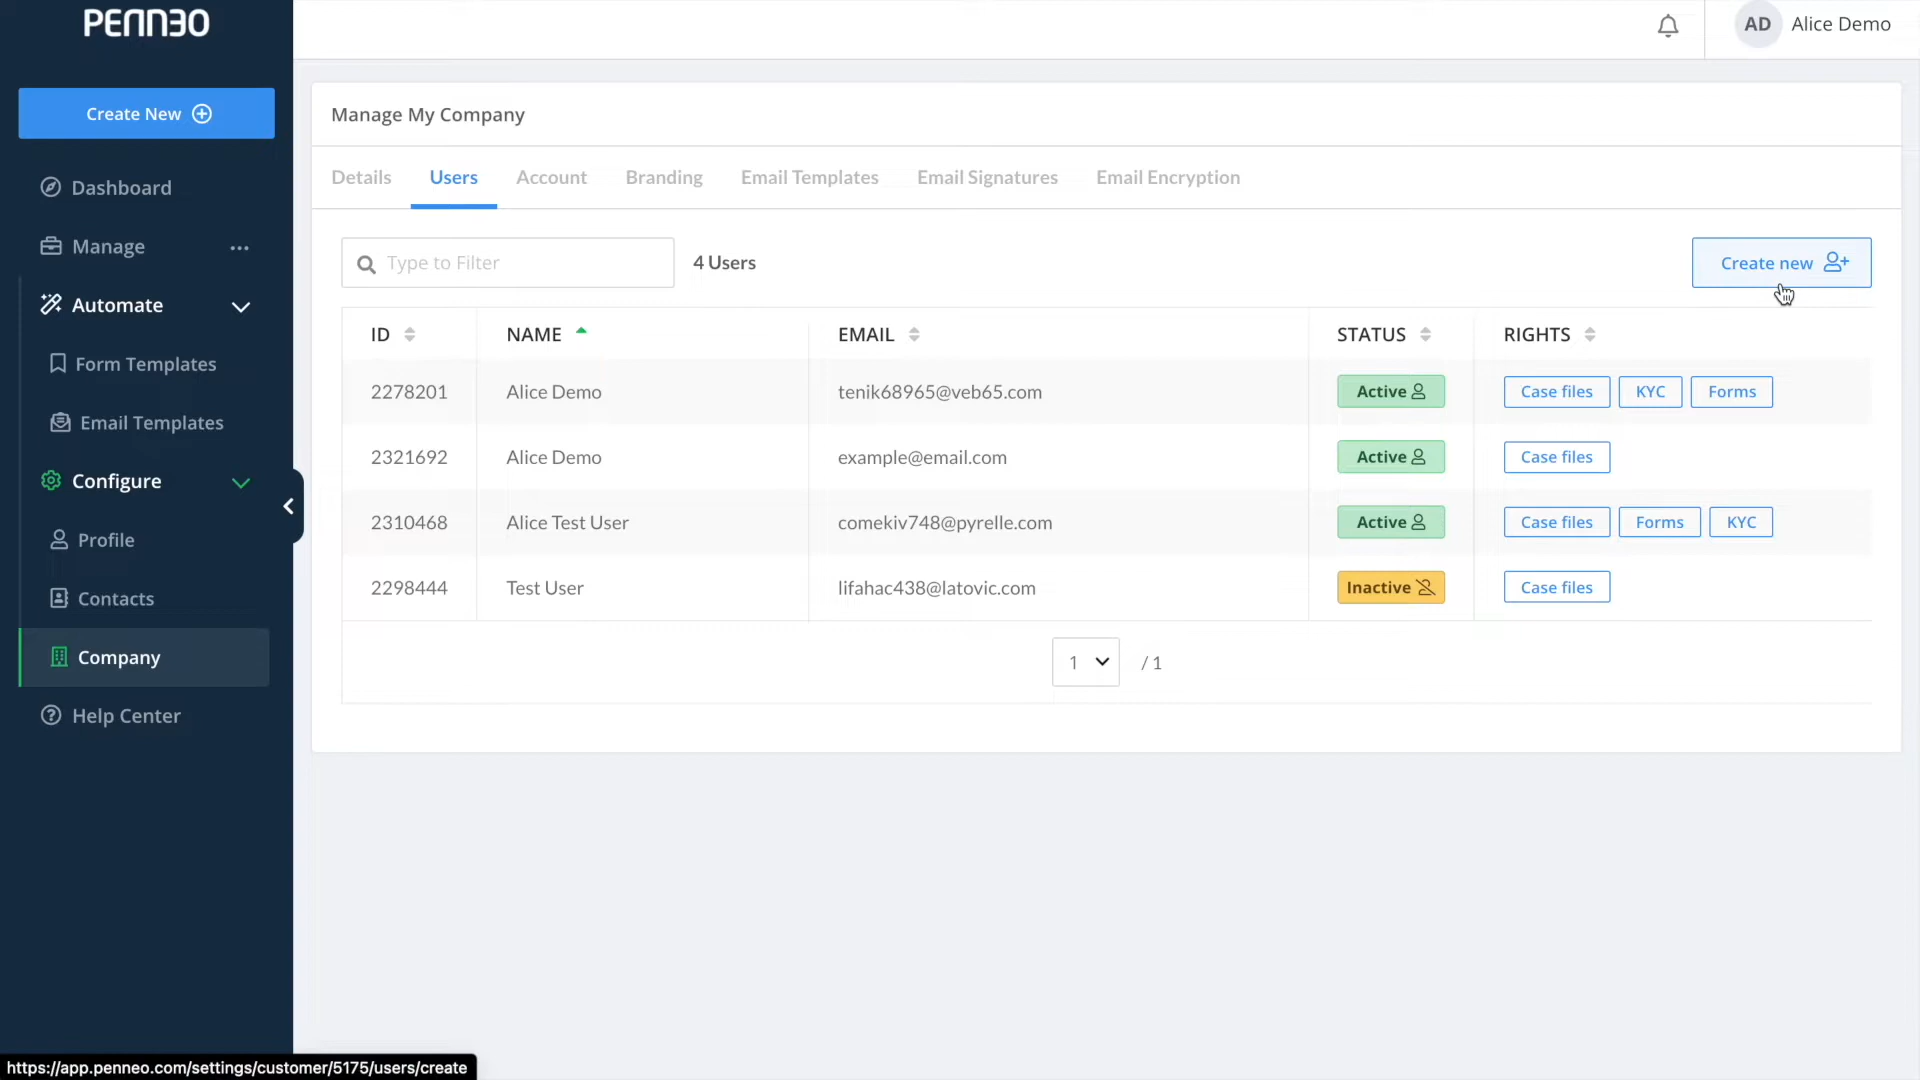 PENNEO
AD Alice Demo
Create New
Manage My Company
Dashboard
Details Users Account Branding Email Templates Email Signatures Email Encryption
Manage ...
Type to Filter 4 Users Create new
Automate
ID NAME EMAIL STATUS RIGHTS
Form Templates
2278201 Alice Demo tenik68965@veb65.com Active Case files KYC Forms
Email Templates
2321692 Alice Demo example@email.com Active Case files
Configure
2310468 Alice Test User comekiv748@pyrelle.com Active Case files Forms KYC
Profile
2298444 Test User lifahac438@latovic.com Inactive Case files
Contacts
Company
1 / 1
Help Center
https://app.penneo.com/settings/customer/5175/users/create